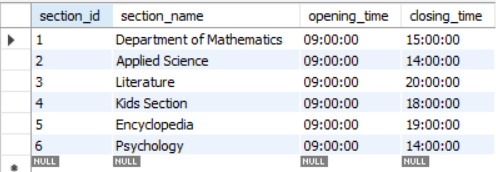 section_id section_name opening_time closing_time
1 Department of Mathematics 09:00:00 15:00:00
2 Applied Science 09:00:00 14:00:00
3 Literature 09:00:00 20:00:00
4 Kids Section 09:00:00 18:00:00
5 Encyclopedia 09:00:00 19:00:00
6 Psychology 09:00:00 14:00:00
NULL NULL NULL NULL